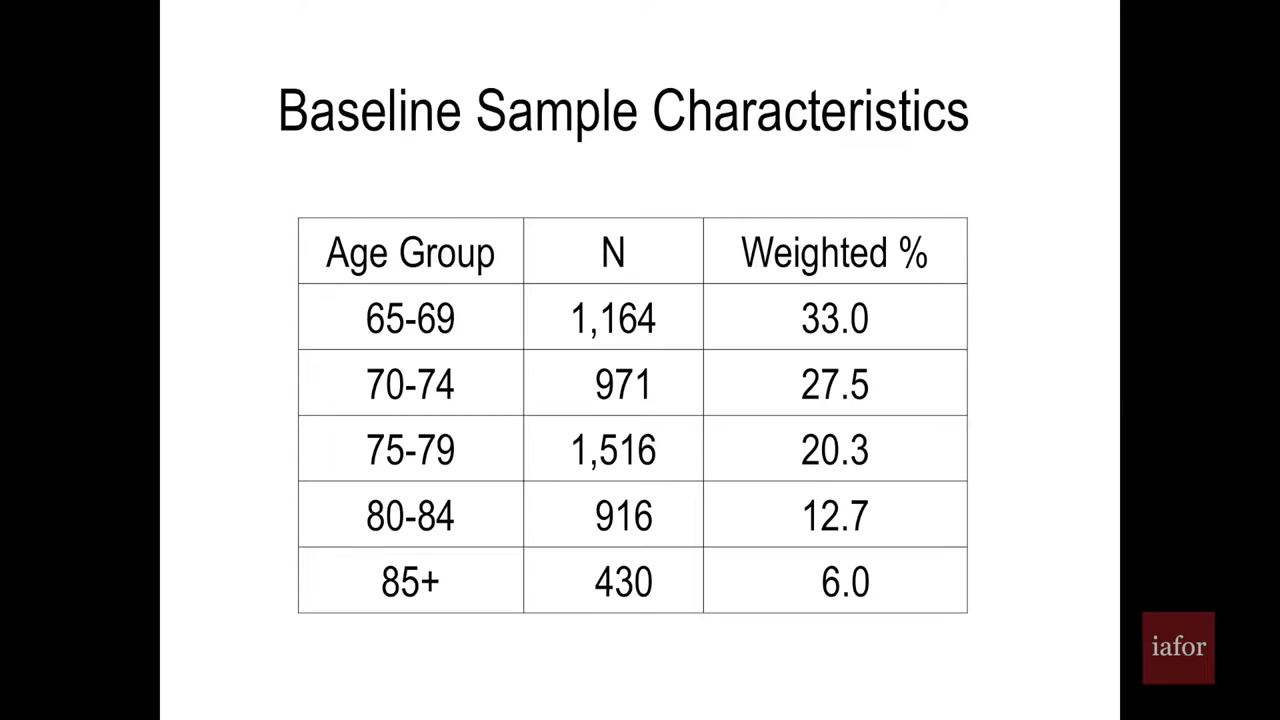 Baseline Sample Characteristics
Age Group N Weighted %
65-69 1,164 33.0
70-74 971 27.5
75-79 1,516 20.3
80-84 916 12.7
85+ 430 6.0
iafor